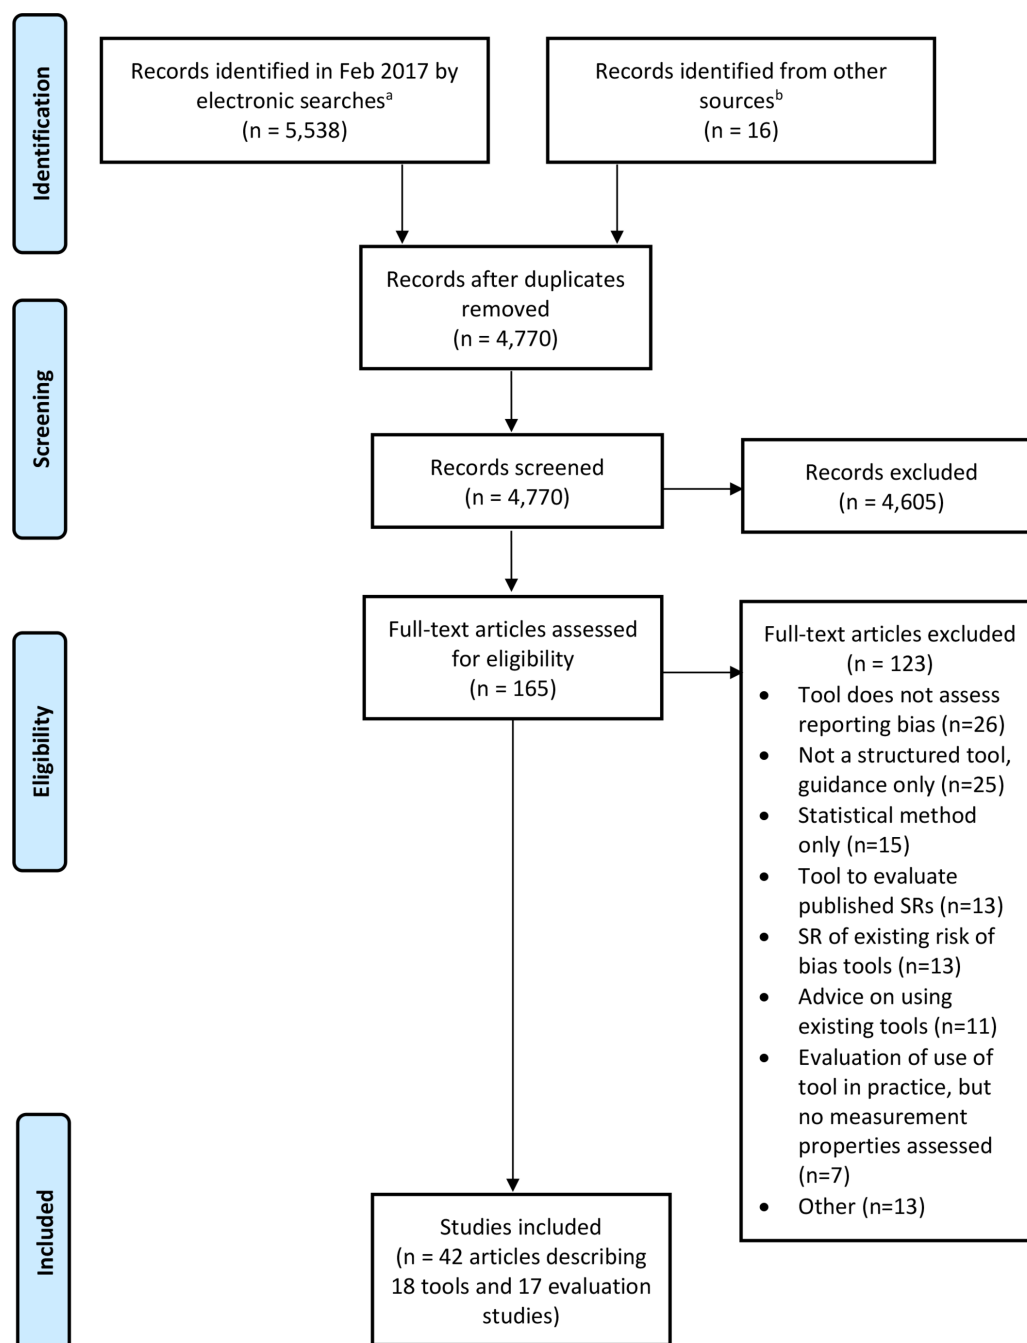 Identification
Records identified in Feb 2017 by
electronic searchesᵃ
(n = 5,538)
Records identified from other
sourcesᵇ
(n = 16)
Records after duplicates
removed
(n = 4,770)
Screening
Records screened
(n = 4,770)
Records excluded
(n = 4,605)
Eligibility
Full-text articles assessed
for eligibility
(n = 165)
Full-text articles excluded
(n = 123)
• Tool does not assess
reporting bias (n=26)
• Not a structured tool,
guidance only (n=25)
• Statistical method
only (n=15)
• Tool to evaluate
published SRs (n=13)
• SR of existing risk of
bias tools (n=13)
• Advice on using
existing tools (n=11)
• Evaluation of use of
tool in practice, but
no measurement
properties assessed
(n=7)
• Other (n=13)
Included
Studies included
(n = 42 articles describing
18 tools and 17 evaluation
studies)